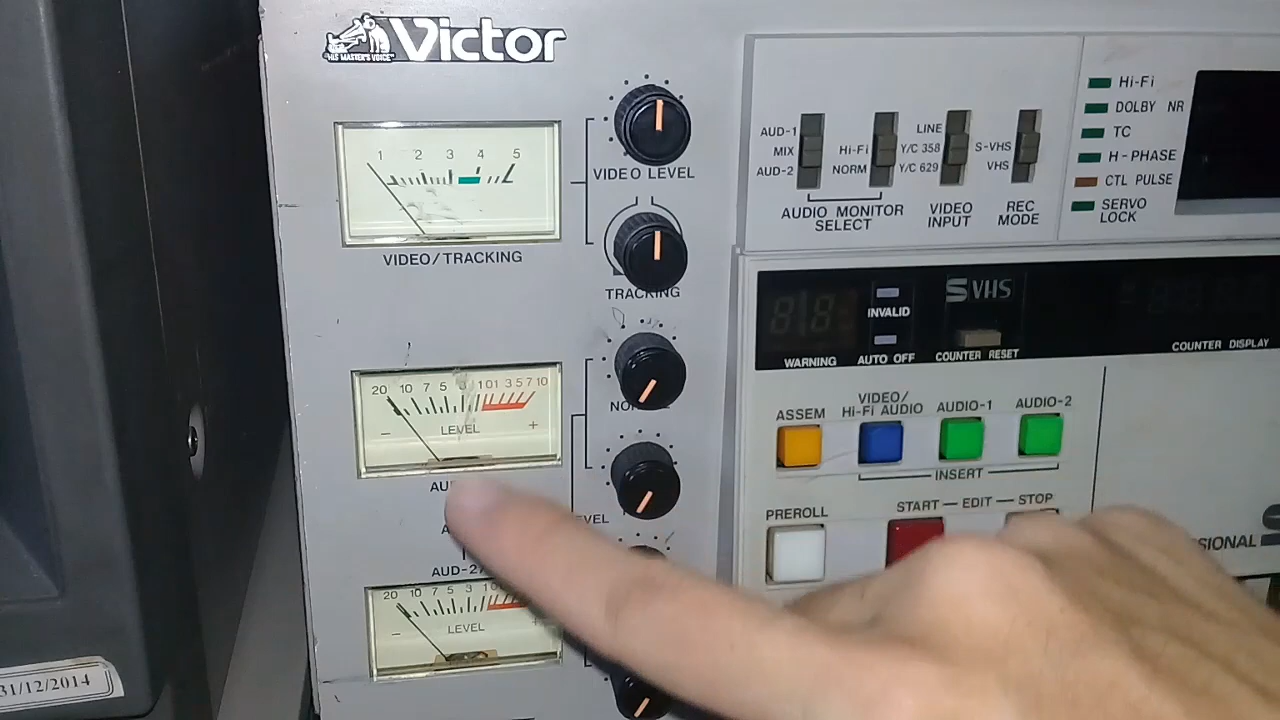 Victor
"HIS MASTER'S VOICE"
1 2 3 4 5
VIDEO/TRACKING
VIDEO LEVEL
TRACKING
20 10 7 5 3 1 0 1 3 5 7 10
- LEVEL +
AUD-2/
20 10 7 5 3 1 0
- LEVEL +
31/12/2014
AUD-1
MIX
AUD-2
Hi-Fi
NORM
AUDIO MONITOR
SELECT
LINE
Y/C 358
Y/C 629
VIDEO
INPUT
S-VHS
VHS
REC
MODE
Hi-Fi
DOLBY NR
TC
H-PHASE
CTL PULSE
SERVO
LOCK
WARNING
INVALID
AUTO OFF
S VHS
COUNTER RESET
COUNTER DISPLAY
ASSEM
VIDEO/
Hi-Fi AUDIO
AUDIO-1
AUDIO-2
INSERT
PREROLL
START — EDIT — STOP